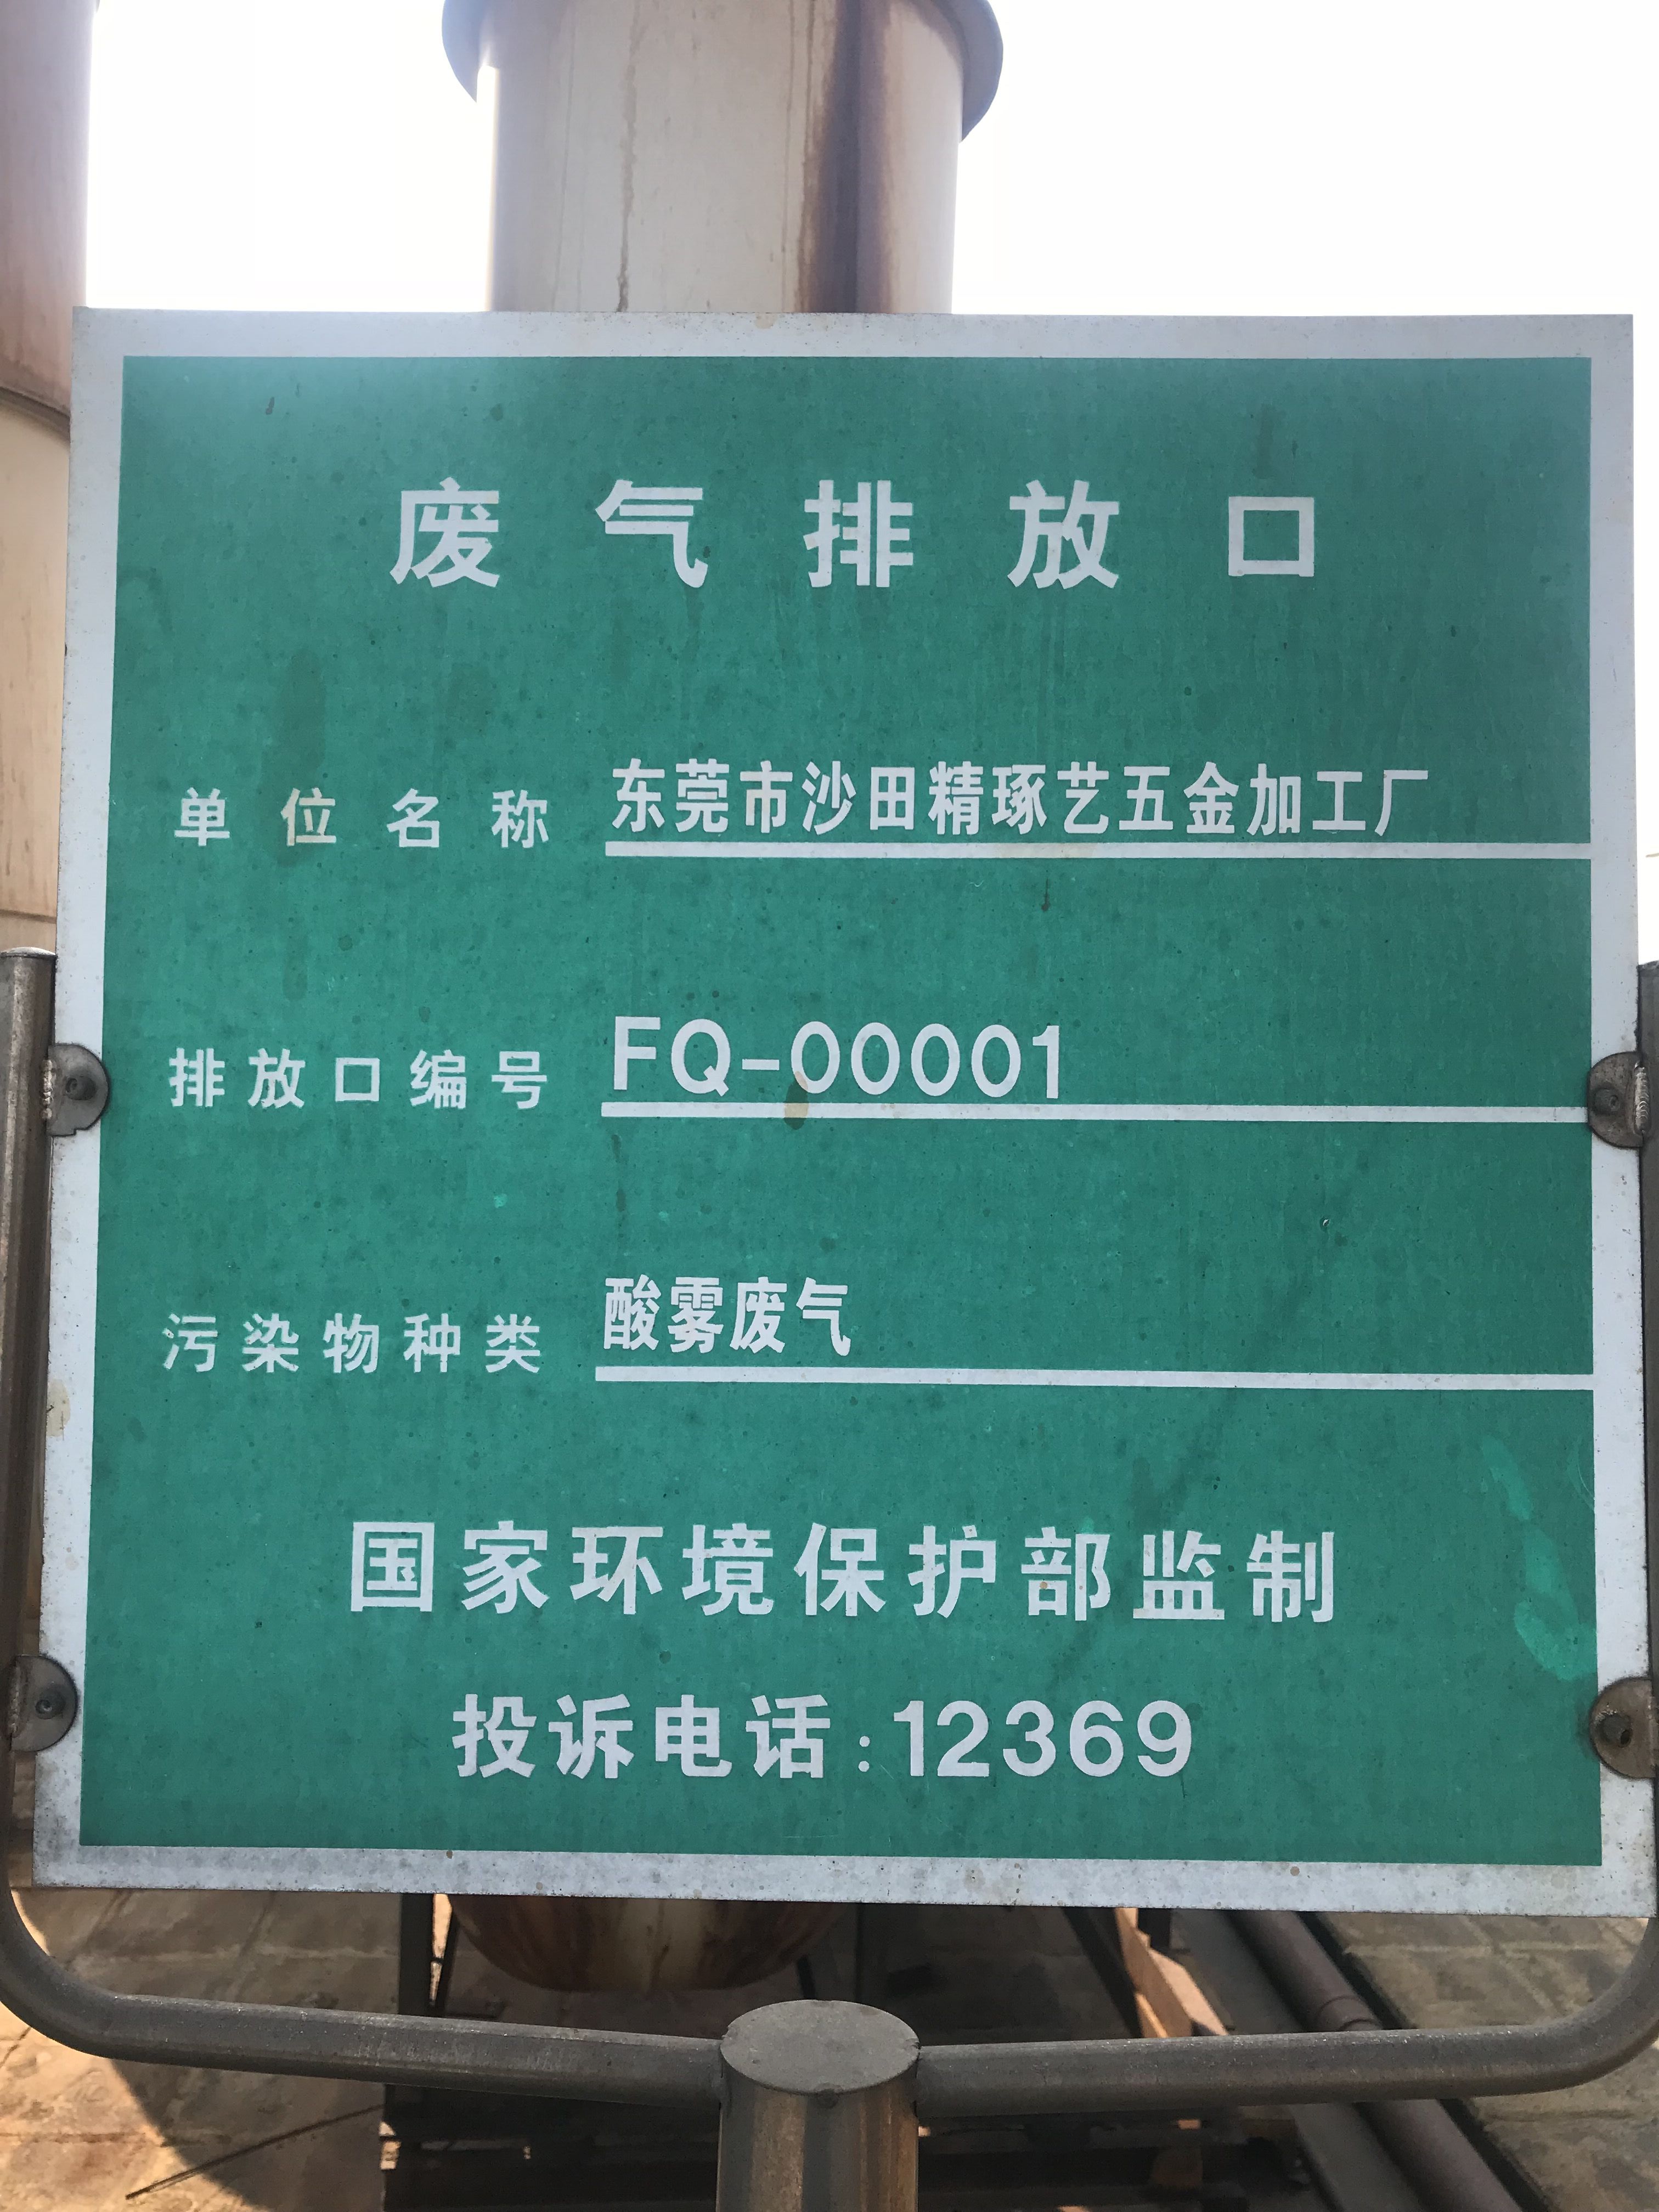 废气排放口
单位名称 东莞市沙田精琢艺五金加工厂
排放口编号 FQ-00001
污染物种类 酸雾废气
国家环境保护部监制
投诉电话:12369